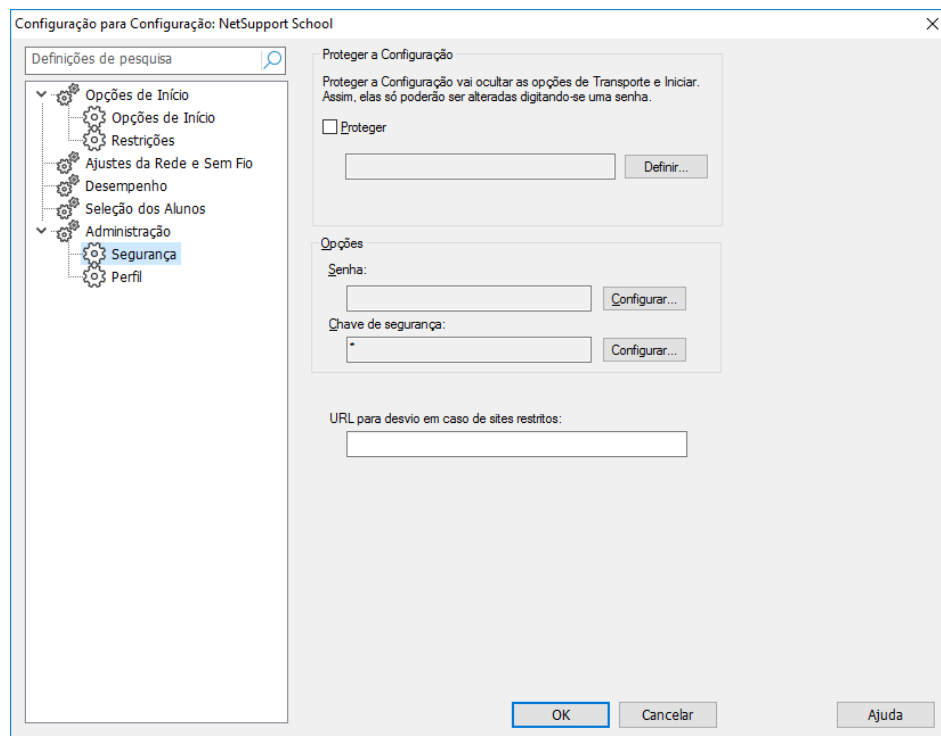 Configuração para Configuração: NetSupport School
Definições de pesquisa
Opções de Início
Opções de Início
Restrições
Ajustes da Rede e Sem Fio
Desempenho
Seleção dos Alunos
Administração
Segurança
Perfil
Proteger a Configuração
Proteger a Configuração vai ocultar as opções de Transporte e Iniciar.
Assim, elas só poderão ser alteradas digitando-se uma senha.
Proteger
Definir...
Opções
Senha:
Configurar...
Chave de segurança:
*
Configurar...
URL para desvio em caso de sites restritos:
OK
Cancelar
Ajuda